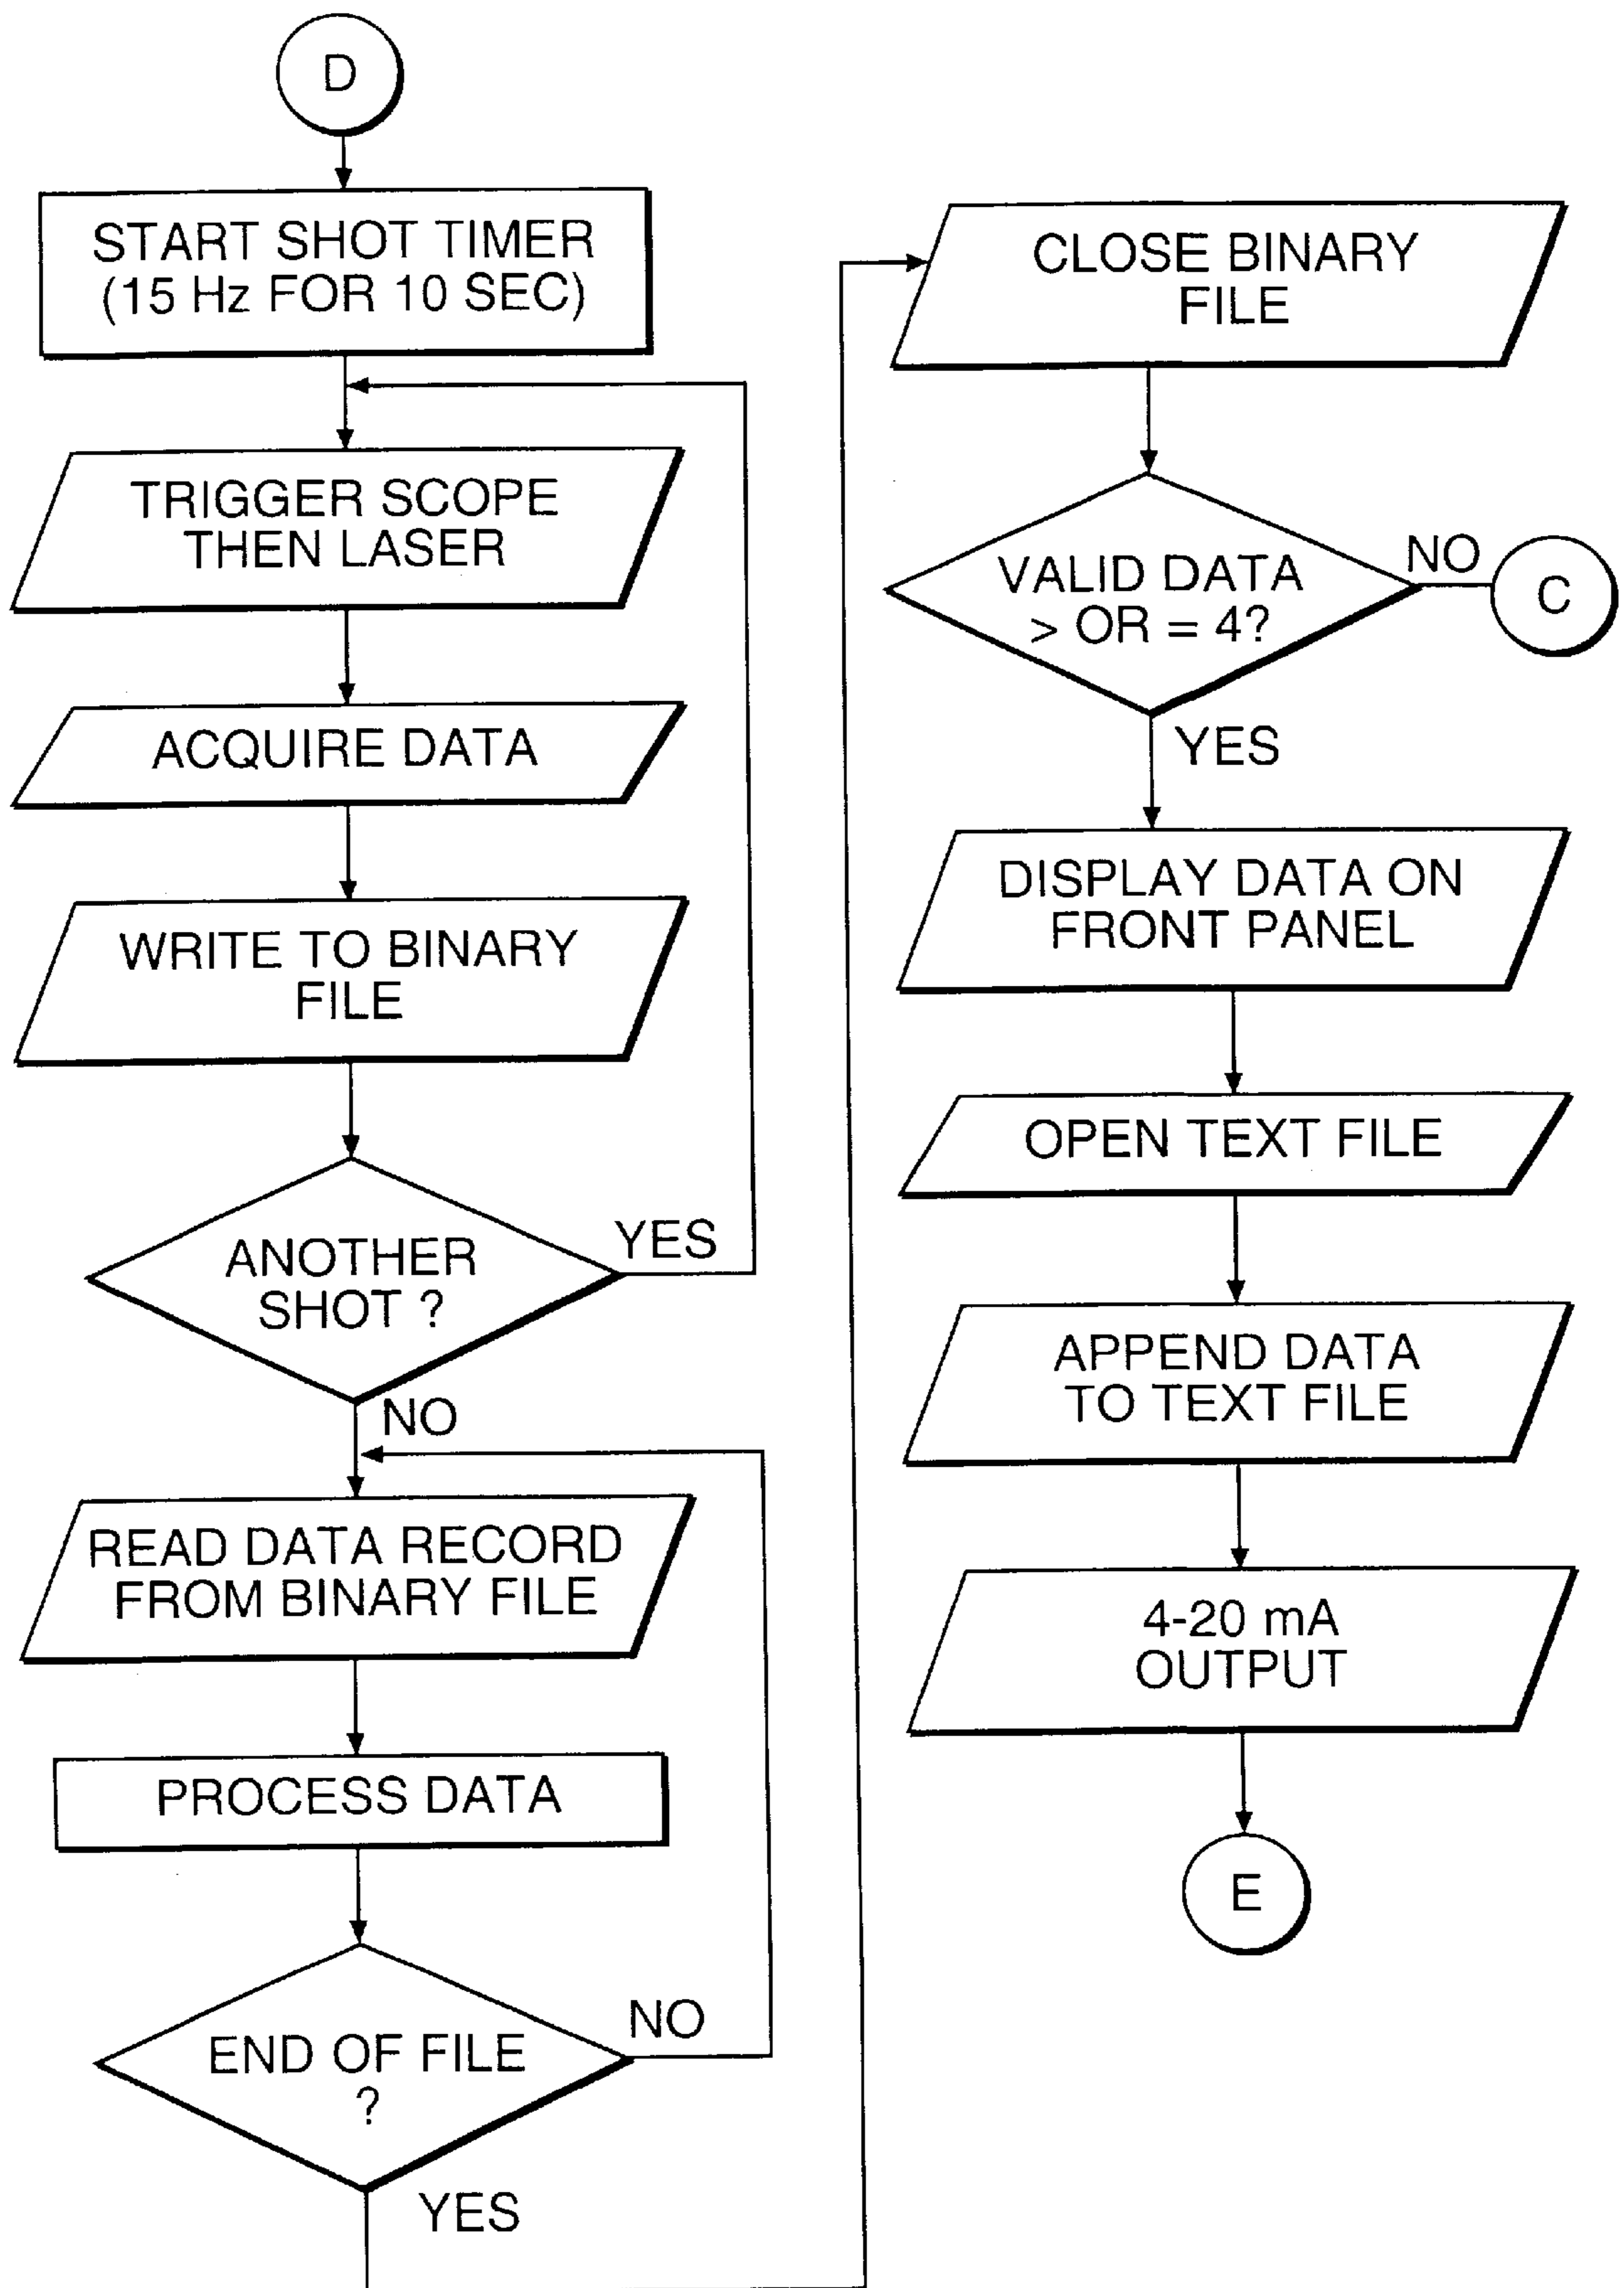 D
START SHOT TIMER
(15 Hz FOR 10 SEC)
TRIGGER SCOPE
THEN LASER
ACQUIRE DATA
WRITE TO BINARY
FILE
ANOTHER
SHOT ?
YES
NO
READ DATA RECORD
FROM BINARY FILE
PROCESS DATA
END OF FILE
?
NO
YES
CLOSE BINARY
FILE
VALID DATA
> OR = 4?
NO
C
YES
DISPLAY DATA ON
FRONT PANEL
OPEN TEXT FILE
APPEND DATA
TO TEXT FILE
4-20 mA
OUTPUT
E